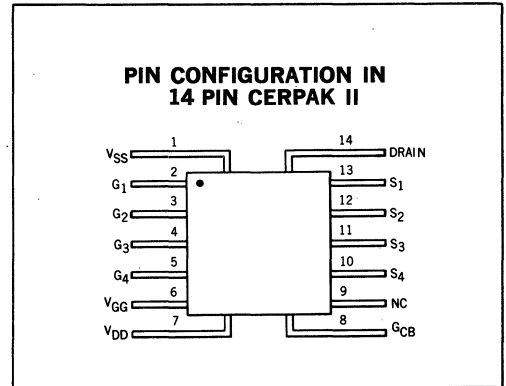 PIN CONFIGURATION IN
14 PIN CERPAK II
VSS 1
14 DRAIN
G1 2
13 S1
G2 3
12 S2
G3 4
11 S3
G4 5
10 S4
VGG 6
9 NC
VDD 7
8 GCB